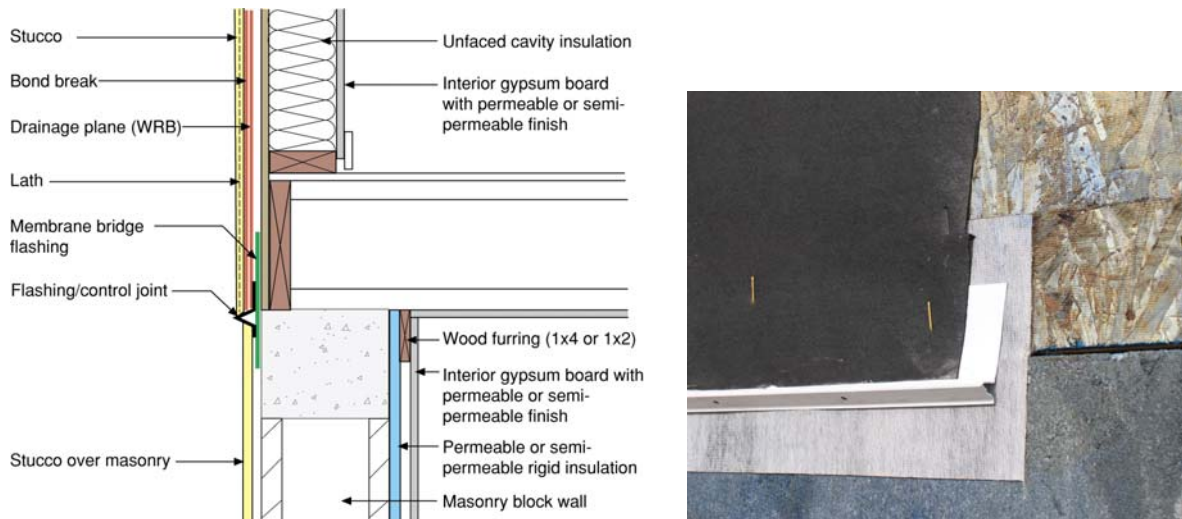 Stucco
Bond break
Drainage plane (WRB)
Lath
Membrane bridge
flashing
Flashing/control joint
Stucco over masonry
Unfaced cavity insulation
Interior gypsum board
with permeable or semi-
permeable finish
Wood furring (1x4 or 1x2)
Interior gypsum board with
permeable or semi-
permeable finish
Permeable or semi-
permeable rigid insulation
Masonry block wall